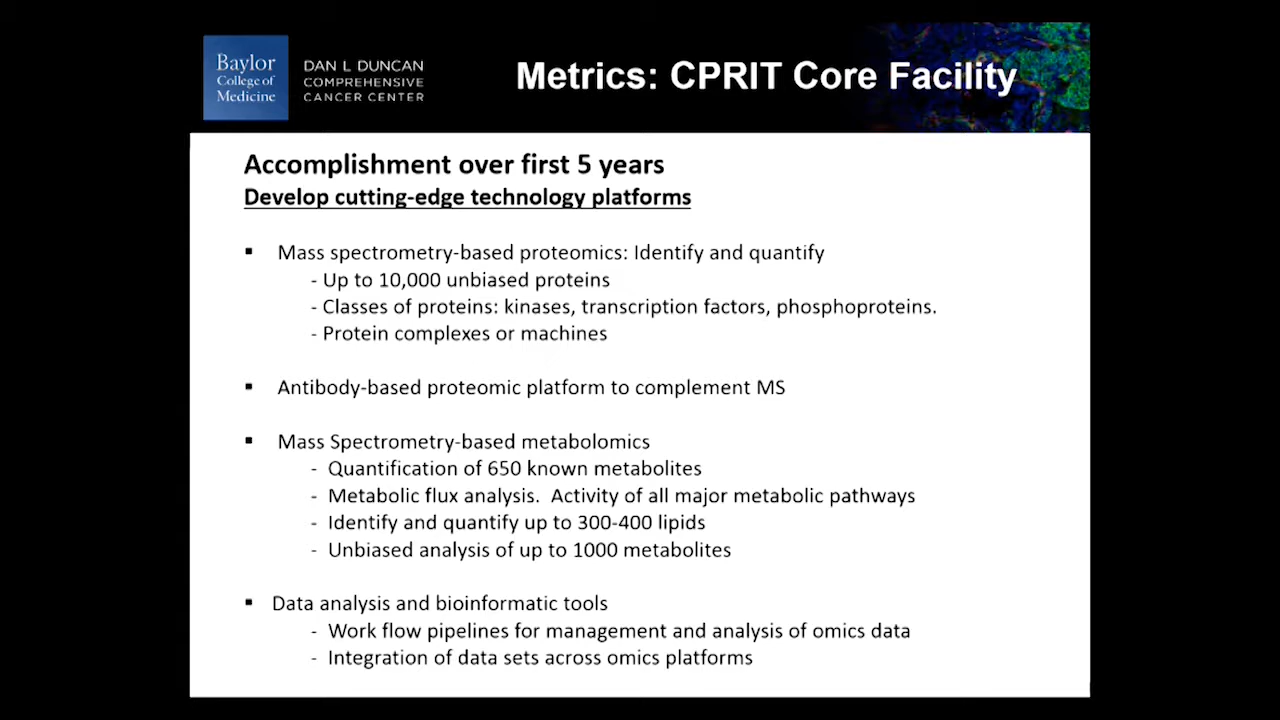 Baylor
College of
Medicine
DAN L DUNCAN
COMPREHENSIVE
CANCER CENTER
Metrics: CPRIT Core Facility
Accomplishment over first 5 years
Develop cutting-edge technology platforms
▪ Mass spectrometry-based proteomics: Identify and quantify
- Up to 10,000 unbiased proteins
- Classes of proteins: kinases, transcription factors, phosphoproteins.
- Protein complexes or machines
▪ Antibody-based proteomic platform to complement MS
▪ Mass Spectrometry-based metabolomics
- Quantification of 650 known metabolites
- Metabolic flux analysis. Activity of all major metabolic pathways
- Identify and quantify up to 300-400 lipids
- Unbiased analysis of up to 1000 metabolites
▪ Data analysis and bioinformatic tools
- Work flow pipelines for management and analysis of omics data
- Integration of data sets across omics platforms